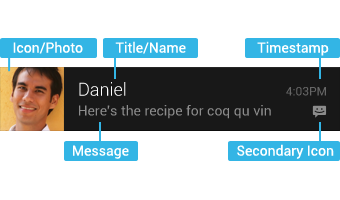 Icon/Photo Title/Name Timestamp
Daniel 4:03PM
Here's the recipe for coq qu vin
Message Secondary Icon